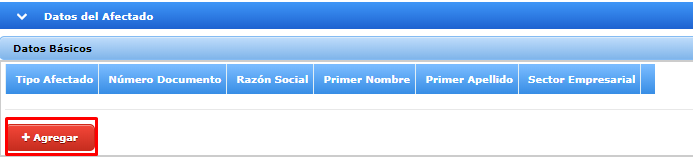 Datos del Afectado
Datos Básicos
Tipo Afectado Número Documento Razón Social Primer Nombre Primer Apellido Sector Empresarial
+ Agregar